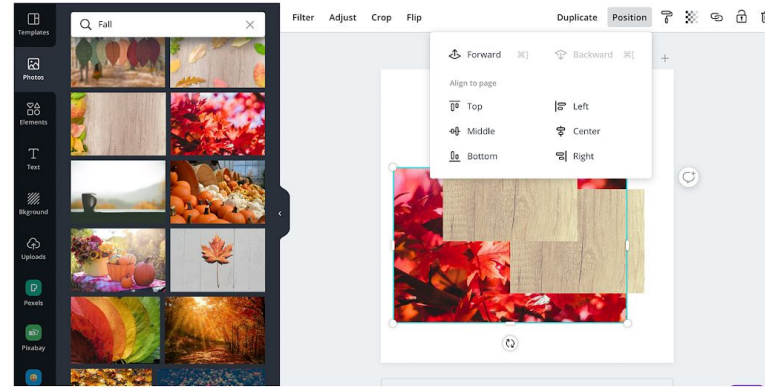 Templates
Photos
Elements
Text
Bkground
Uploads
Pexels
Pixabay
Fall
Filter Adjust Crop Flip Duplicate Position
Forward ⌘] Backward ⌘[
Align to page
Top Left
Middle Center
Bottom Right